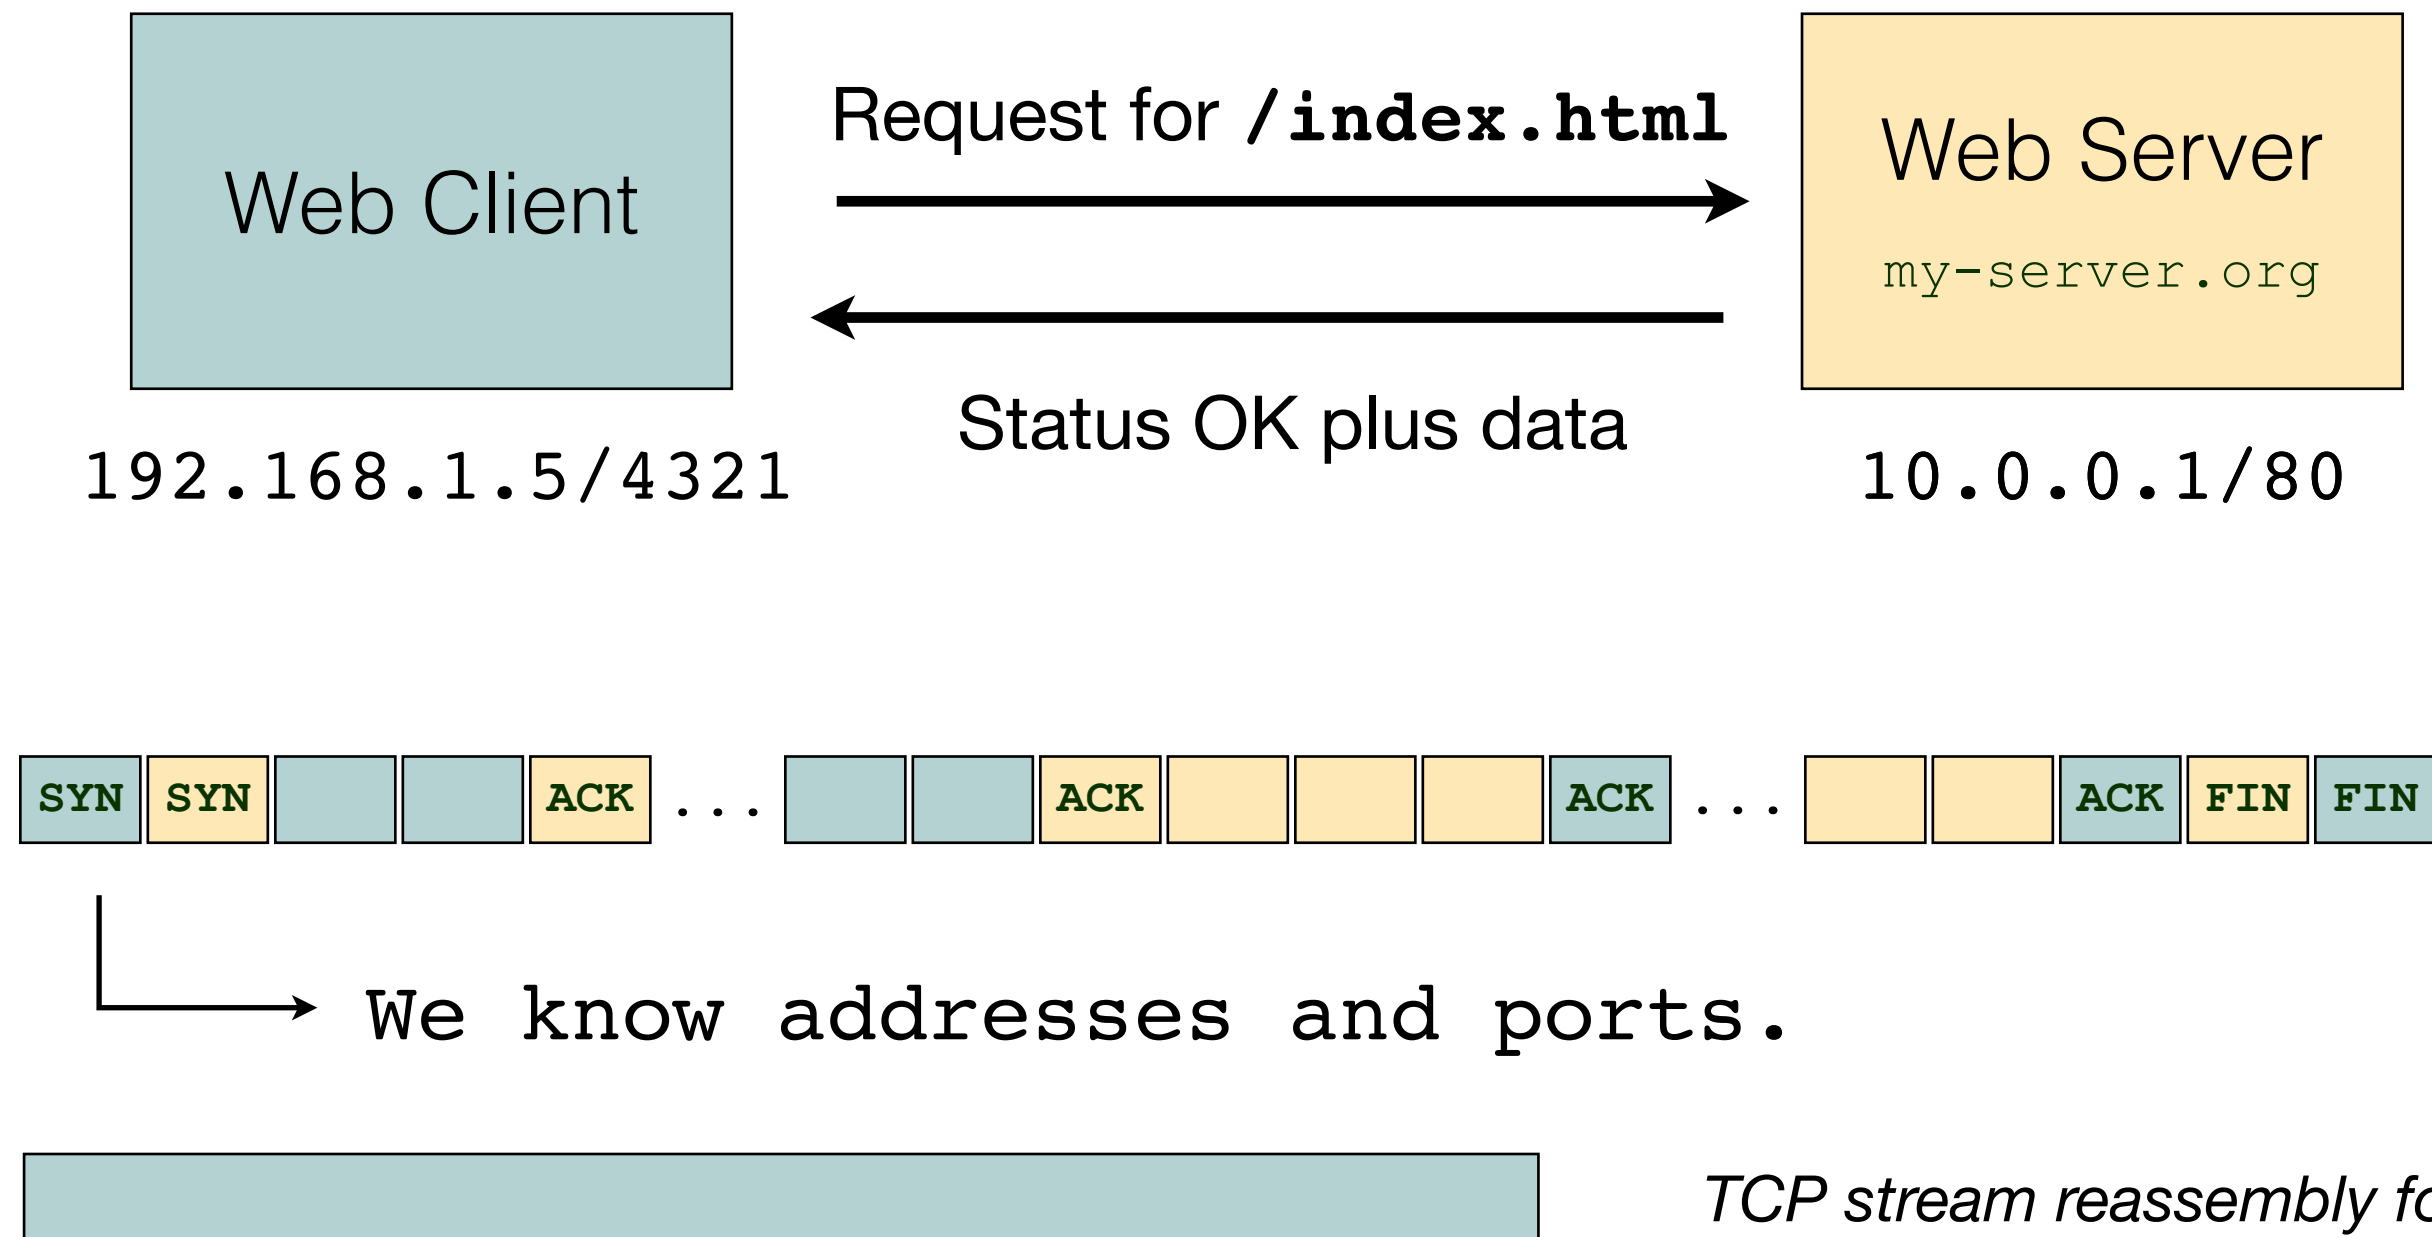 Request for /index.html
Web Client
Web Server
my-server.org
Status OK plus data
192.168.1.5/4321
10.0.0.1/80
SYN SYN ACK ... ACK ACK ... ACK FIN FIN
We know addresses and ports.
TCP stream reassembly